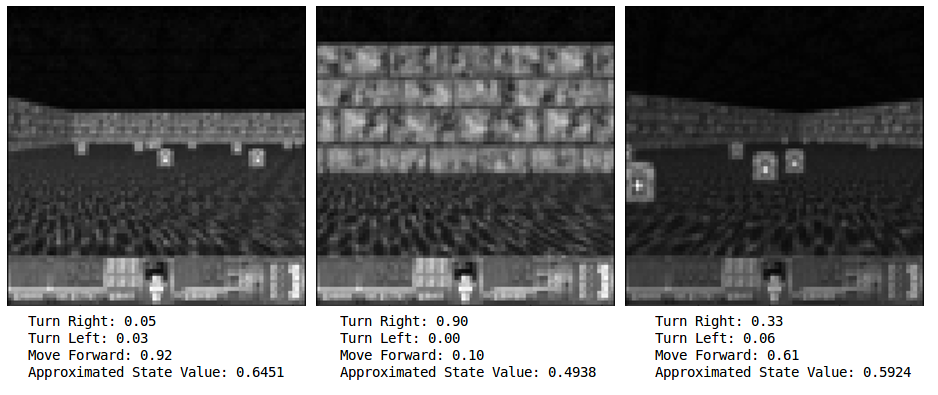 Turn Right: 0.05
Turn Left: 0.03
Move Forward: 0.92
Approximated State Value: 0.6451
Turn Right: 0.90
Turn Left: 0.00
Move Forward: 0.10
Approximated State Value: 0.4938
Turn Right: 0.33
Turn Left: 0.06
Move Forward: 0.61
Approximated State Value: 0.5924